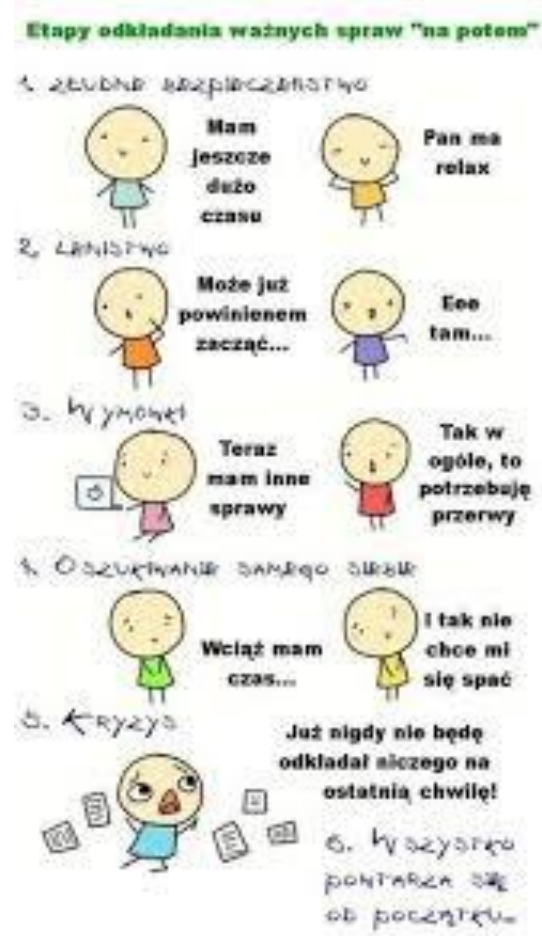 Etapy odkładania ważnych spraw "na potem"
1. ZŁUDNE BEZPIECZEŃSTWO
Mam
jeszcze
dużo
czasu
Pan ma
relax
2. LENISTWO
Może już
powinienem
zacząć...
Eee
tam...
3. WYMÓWKI
Teraz
mam inne
sprawy
Tak w
ogóle, to
potrzebuję
przerwy
4. OSZUKIWANIE SAMEGO SIEBIE
Wciąż mam
czas...
I tak nie
chce mi
się spać
5. KRYZYS
Już nigdy nie będę
odkładał niczego na
ostatnią chwilę!
6. WSZYSTKO
POWTARZA SIĘ
OD POCZĄTKU...